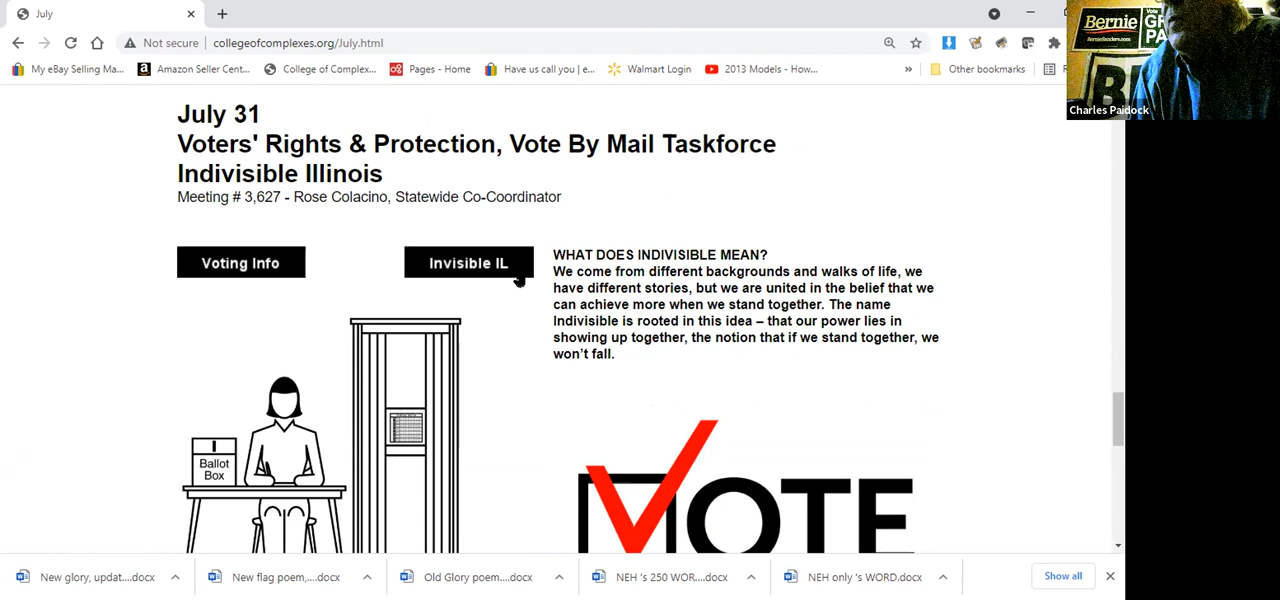 July
Not secure
collegeofcomplexes.org/July.html
My eBay Selling Ma...
Amazon Seller Cent...
College of Complex...
Pages - Home
Have us call you | e...
Walmart Login
2013 Models - How...
»
Other bookmarks
Bernie
BernieSanders.com
Vote
Charles Paidock
July 31
Voters' Rights & Protection, Vote By Mail Taskforce
Indivisible Illinois
Meeting # 3,627 - Rose Colacino, Statewide Co-Coordinator
Voting Info
Invisible IL
WHAT DOES INDIVISIBLE MEAN?
We come from different backgrounds and walks of life, we
have different stories, but we are united in the belief that we
can achieve more when we stand together. The name
Indivisible is rooted in this idea – that our power lies in
showing up together, the notion that if we stand together, we
won't fall.
Ballot
Box
VOTE
New glory, updat....docx
New flag poem,....docx
Old Glory poem....docx
NEH 's 250 WOR....docx
NEH only 's WORD.docx
Show all